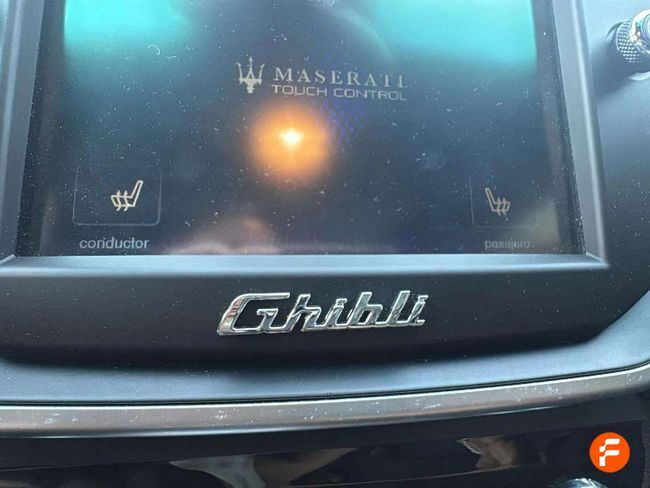 MASERATI
TOUCH CONTROL
conductor
pasajero
Ghibli